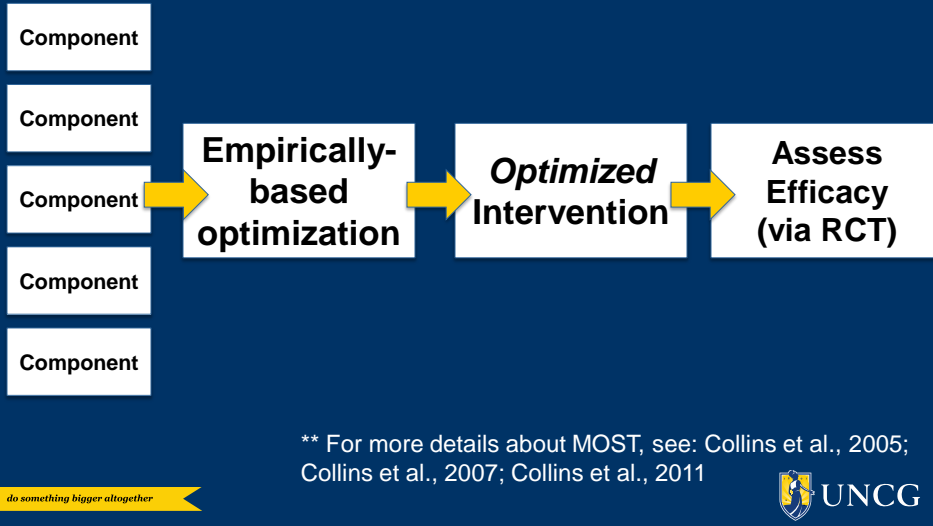 Component
Component
Component
Component
Component
Empirically-
based
optimization
Optimized
Intervention
Assess
Efficacy
(via RCT)
** For more details about MOST, see: Collins et al., 2005;
Collins et al., 2007; Collins et al., 2011
do something bigger altogether
UNCG